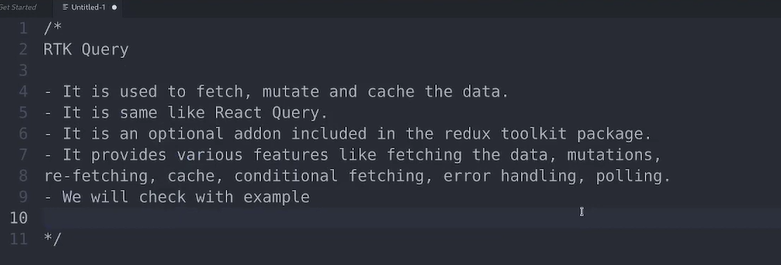 Get Started
Untitled-1
1 /*
2 RTK Query
3
4 - It is used to fetch, mutate and cache the data.
5 - It is same like React Query.
6 - It is an optional addon included in the redux toolkit package.
7 - It provides various features like fetching the data, mutations,
8 re-fetching, cache, conditional fetching, error handling, polling.
9 - We will check with example
10
11 */